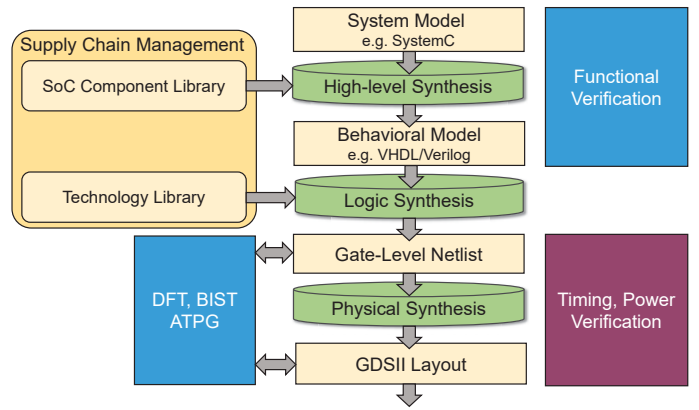 System Model
e.g. SystemC
Supply Chain Management
SoC Component Library
High-level Synthesis
Functional
Verification
Behavioral Model
e.g. VHDL/Verilog
Technology Library
Logic Synthesis
Gate-Level Netlist
DFT, BIST
ATPG
Physical Synthesis
Timing, Power
Verification
GDSII Layout